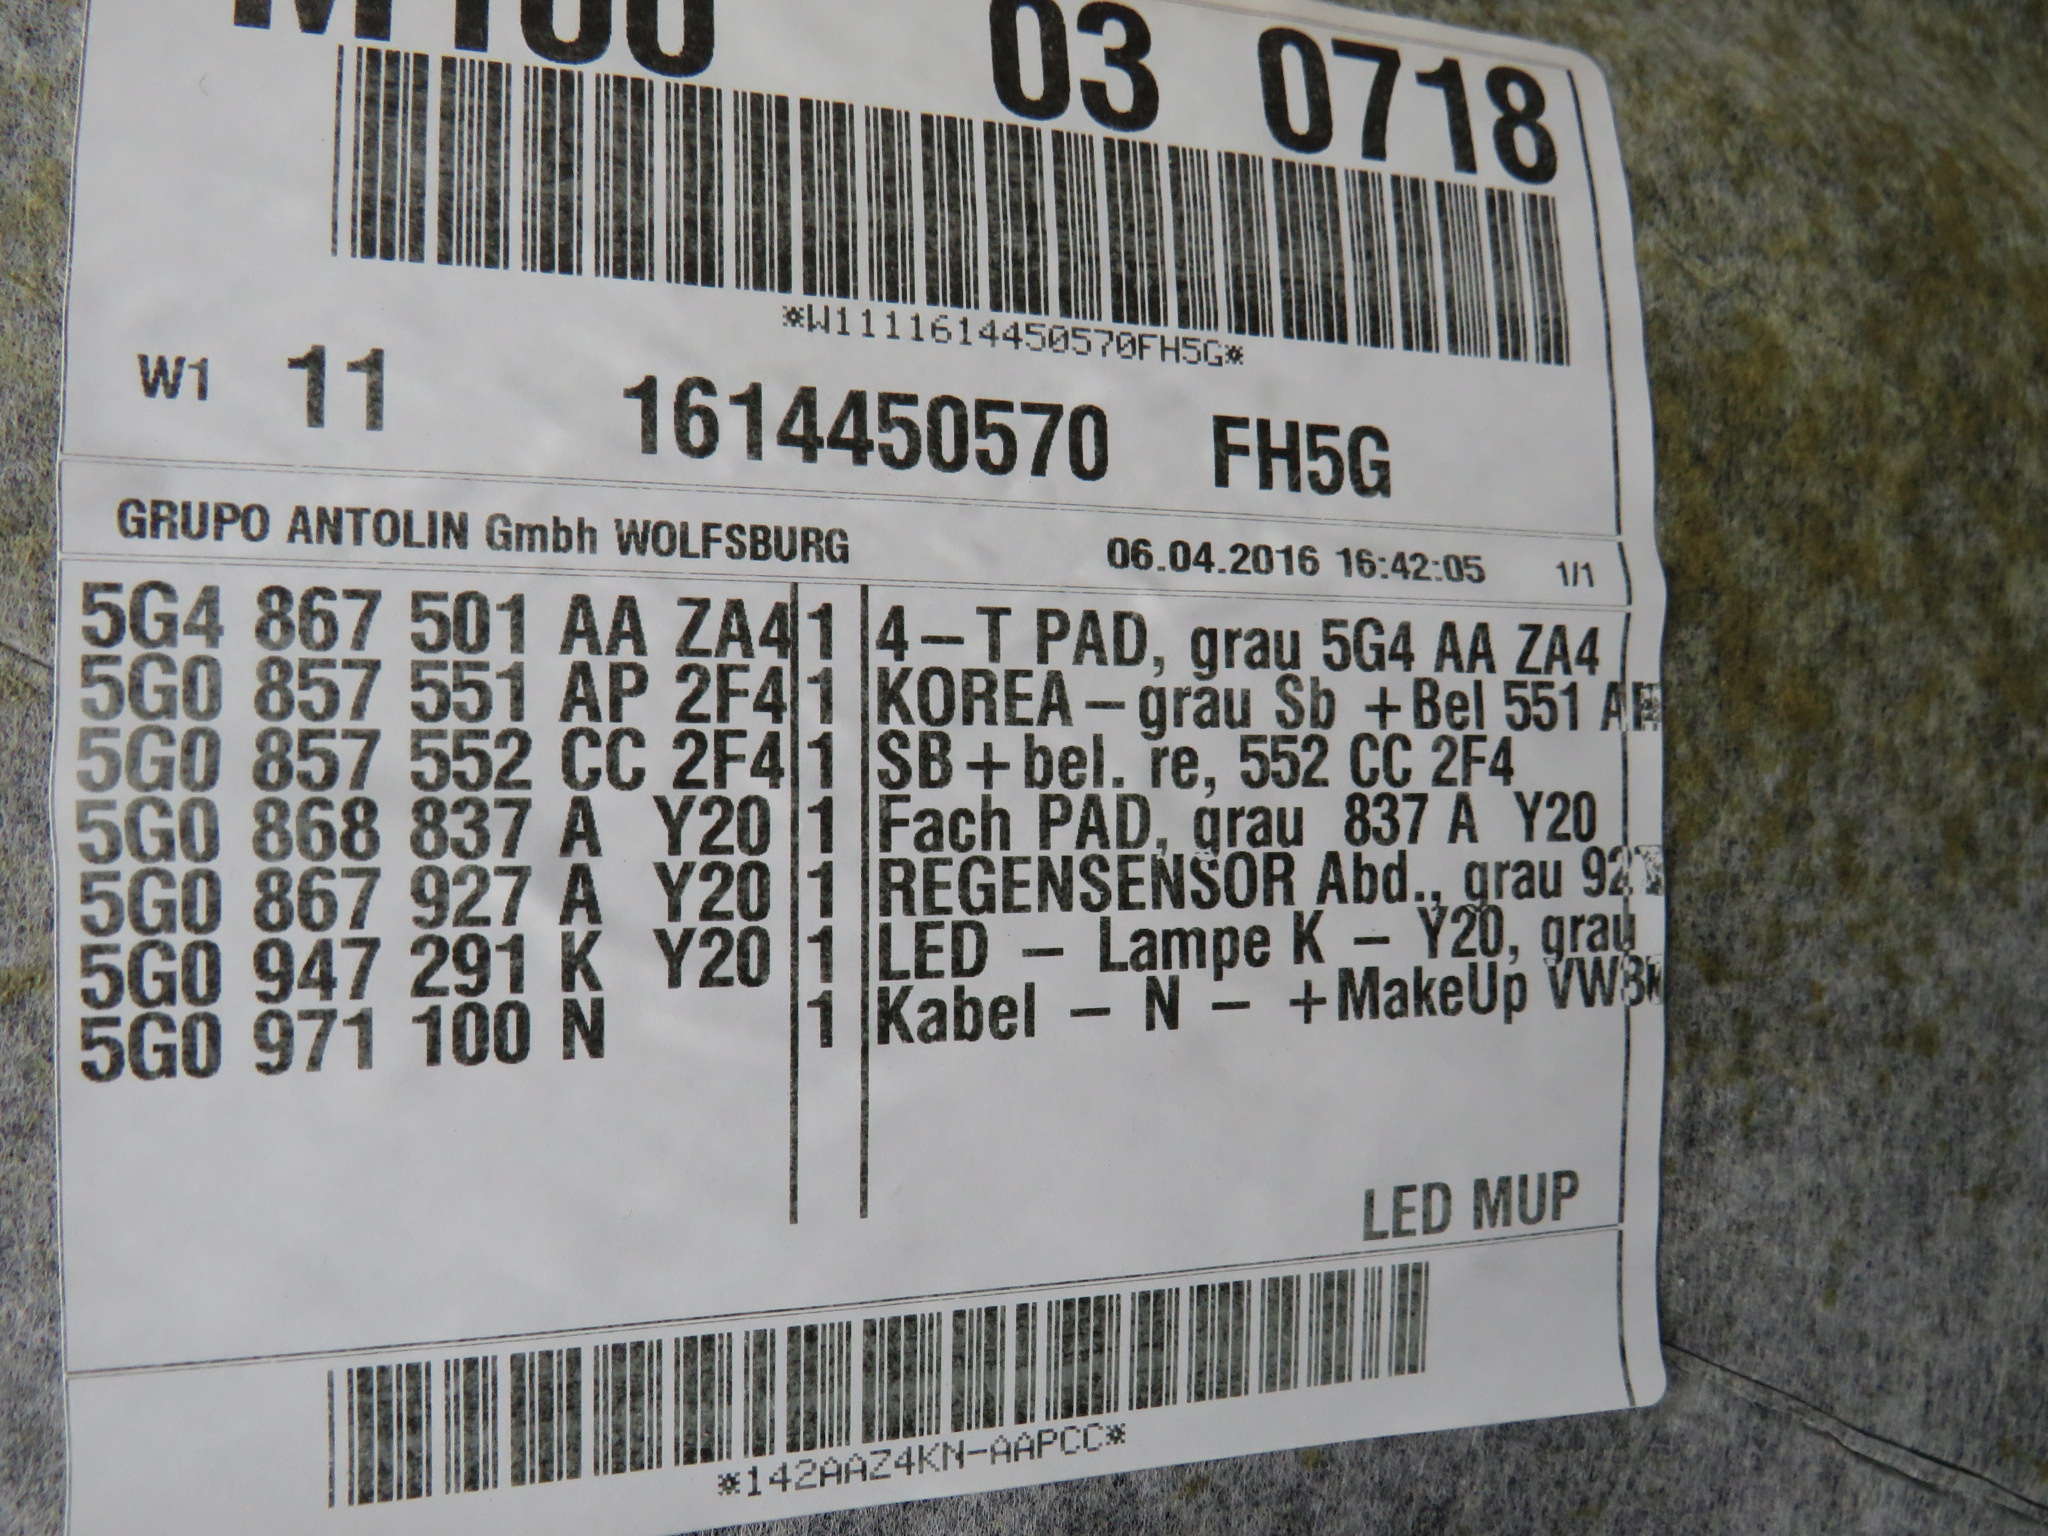 M100 03 0718
*W1111614450570FH5G*
W1 11 1614450570 FH5G
GRUPO ANTOLIN Gmbh WOLFSBURG 06.04.2016 16:42:05 1/1
5G4 867 501 AA ZA4 1 4-T PAD, grau 5G4 AA ZA4
5G0 857 551 AP 2F4 1 KOREA-grau Sb +Bel 551
5G0 857 552 CC 2F4 1 SB+bel. re, 552 CC 2F4
5G0 868 837 A Y20 1 Fach PAD, grau 837 A Y20
5G0 867 927 A Y20 1 REGENSENSOR Abd., grau
5G0 947 291 K Y20 1 LED - Lampe K - Y20, grau
5G0 971 100 N 1 Kabel - N - +MakeUp
LED MUP
*142AAZ4KN-AAPCC*